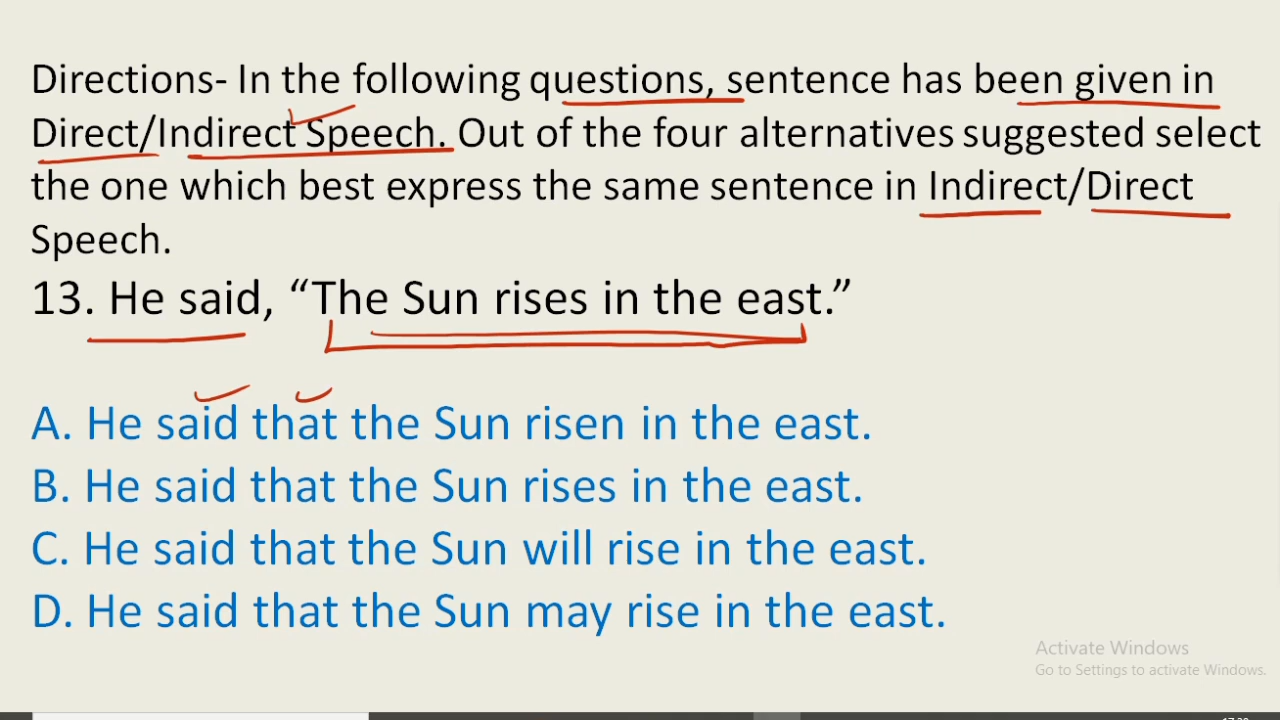 Directions- In the following questions, sentence has been given in
Direct/Indirect Speech. Out of the four alternatives suggested select
the one which best express the same sentence in Indirect/Direct
Speech.
13. He said, “The Sun rises in the east.”
A. He said that the Sun risen in the east.
B. He said that the Sun rises in the east.
C. He said that the Sun will rise in the east.
D. He said that the Sun may rise in the east.
Activate Windows
Go to Settings to activate Windows.